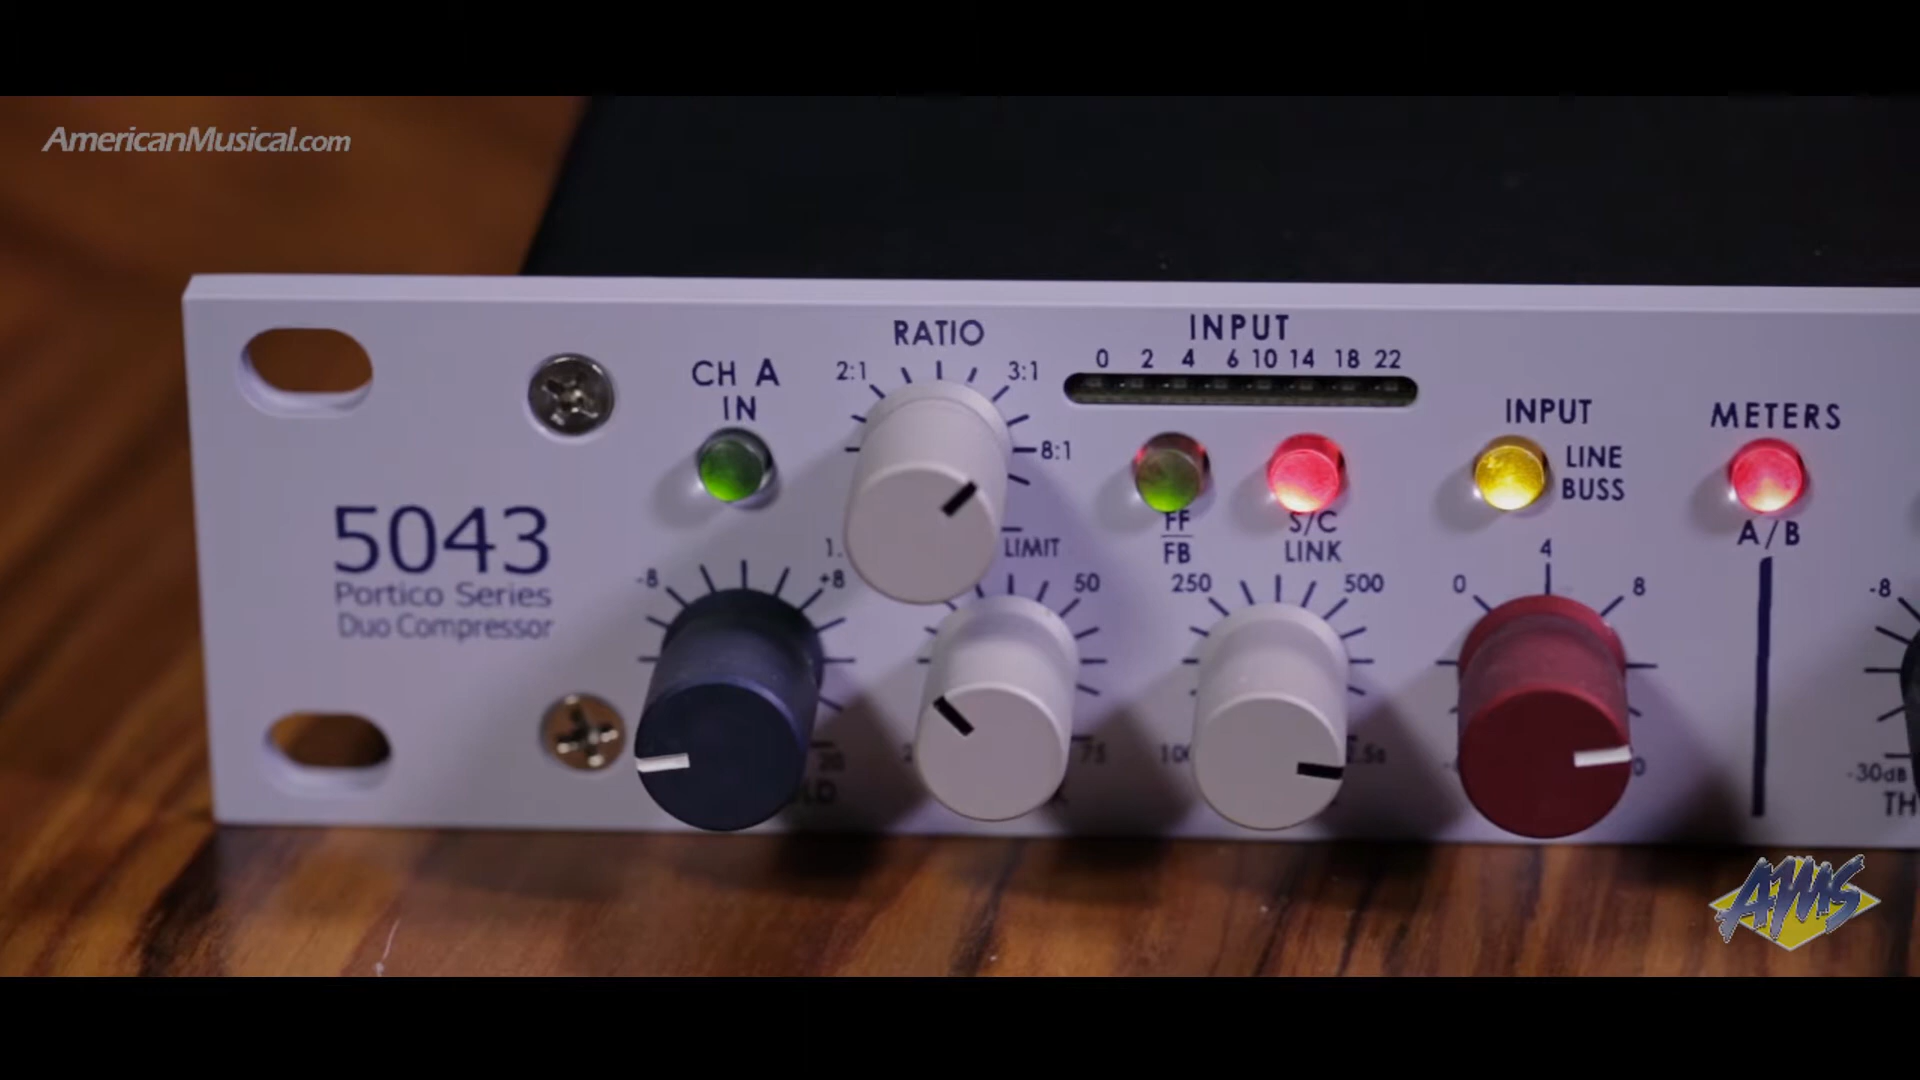 AmericanMusical.com
RATIO
INPUT
0 2 4 6 10 14 18 22
2:1 3:1
CH A
IN
INPUT
METERS
8:1
LINE
BUSS
5043
Portico Series
Duo Compressor
FF
FB
S/C
LINK
A/B
LIMIT
-8 +8
50
250 500
0 4 8
-8
75
-30dB
AMS